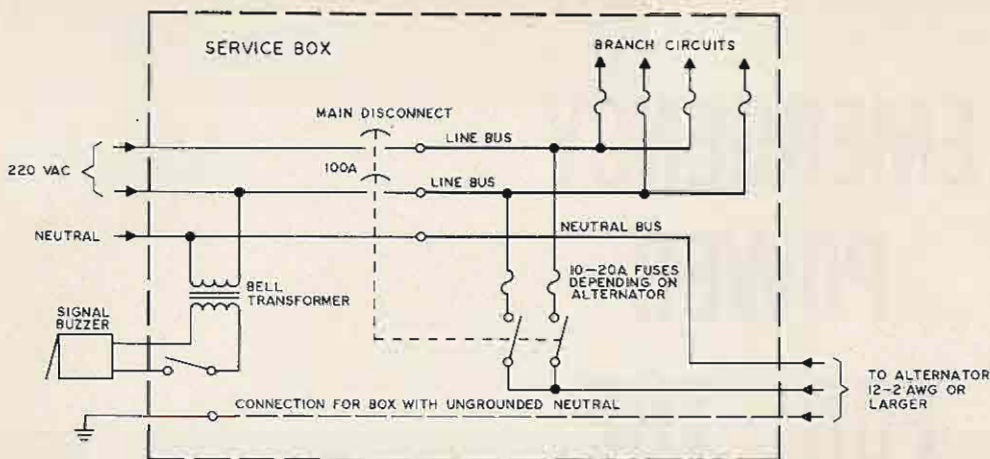 SERVICE BOX
BRANCH CIRCUITS
MAIN DISCONNECT
LINE BUS
220 VAC
100A
LINE BUS
NEUTRAL
NEUTRAL BUS
BELL
TRANSFORMER
10-20A FUSES
DEPENDING ON
ALTERNATOR
SIGNAL
BUZZER
TO ALTERNATOR
12-2 AWG OR
LARGER
CONNECTION FOR BOX WITH UNGROUNDED NEUTRAL